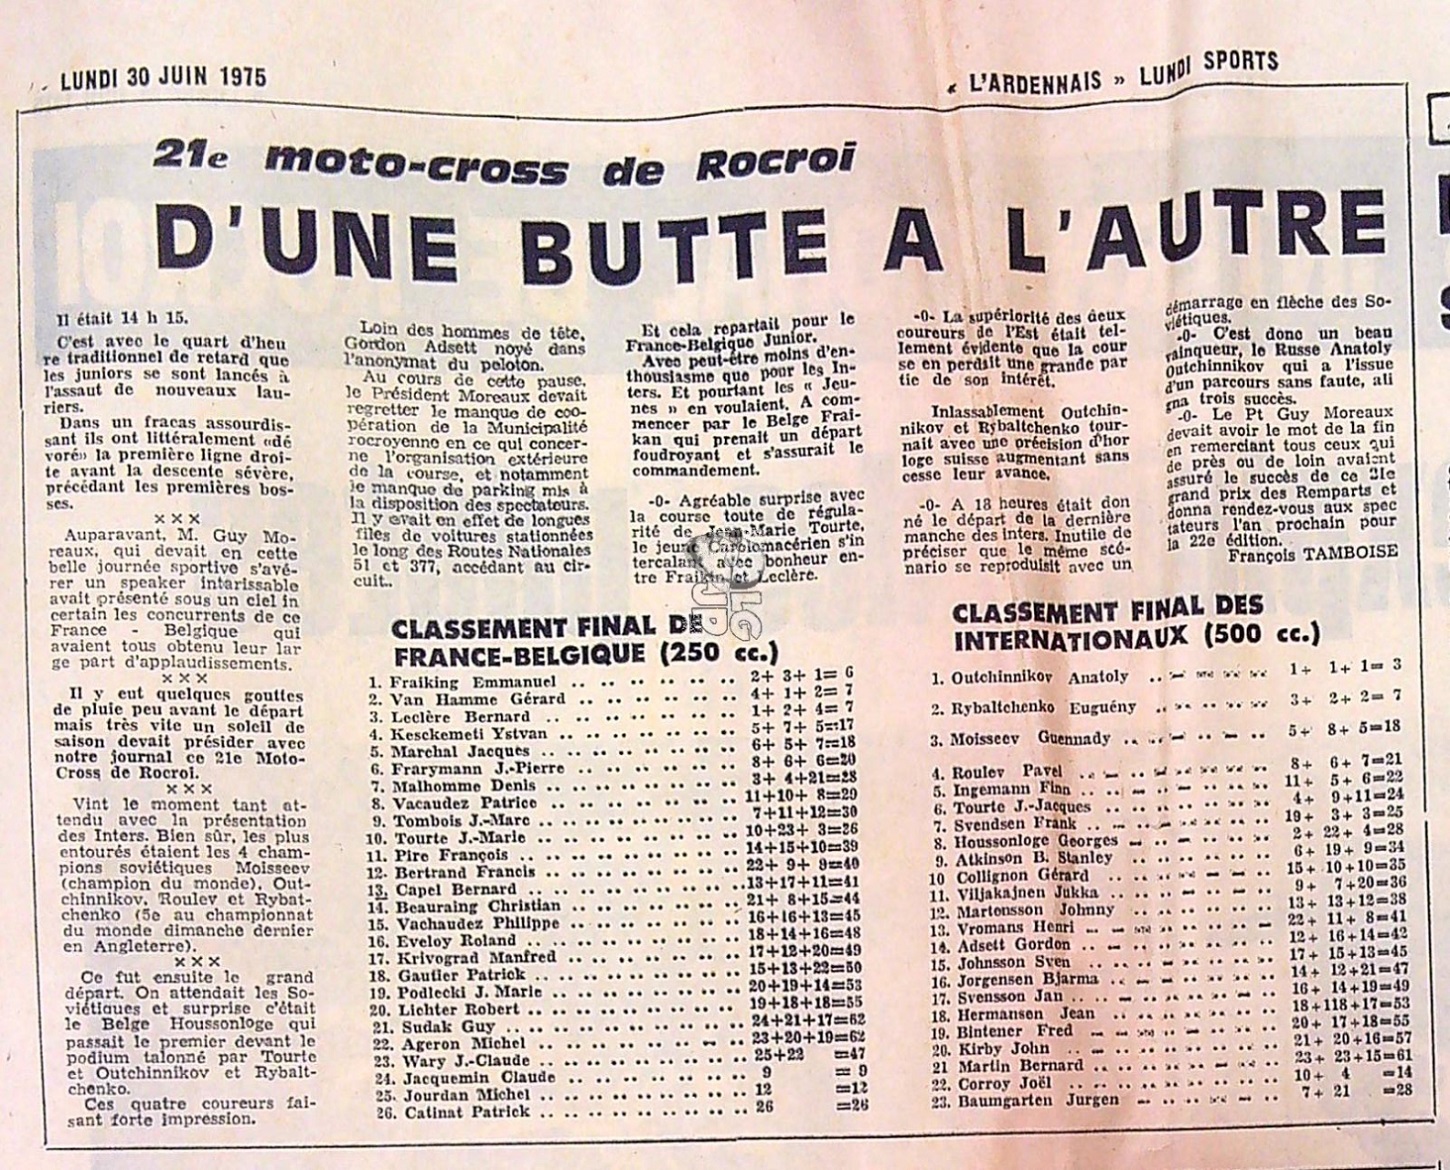 LUNDI 30 JUIN 1975
« L'ARDENNAIS » LUNDI SPORTS
21e moto-cross de Rocroi
D'UNE BUTTE A L'AUTRE
Il était 14 h 15.
C'est avec le quart d'heu
re traditionnel de retard que
les juniors se sont lancés à
l'assaut de nouveaux lau-
riers.
Dans un fracas assourdis-
sant ils ont littéralement «dé
voré» la première ligne droi-
te avant la descente sévère,
précédant les premières bos-
ses.
× × ×
Auparavant, M. Guy Mo-
reaux, qui devait en cette
belle journée sportive s'avé-
rer un speaker intarissable
avait présenté sous un ciel in
certain les concurrents de ce
France - Belgique qui
avaient tous obtenu leur lar
ge part d'applaudissements.
× × ×
Il y eut quelques gouttes
de pluie peu avant le départ
mais très vite un soleil de
saison devait présider avec
notre journal ce 21e Moto-
Cross de Rocroi.
× × ×
Vint le moment tant at-
tendu avec la présentation
des Inters. Bien sûr, les plus
entourés étaient les 4 cham-
pions soviétiques Moisseev
(champion du monde), Out-
chinnikov, Roulev et Rybat-
chenko (5e au championnat
du monde dimanche dernier
en Angleterre).
× × ×
Ce fut ensuite le grand
départ. On attendait les So-
viétiques et surprise c'était
le Belge Houssonloge qui
passait le premier devant le
podium talonné par Tourte
et Outchinnikov et Rybalt-
chenko.
Ces quatre coureurs fai-
sant forte impression.
Loin des hommes de tête,
Gordon Adsett noyé dans
l'anonymat du peloton.
Au cours de cette pause,
le Président Moreaux devait
regretter le manque de coo-
pération de la Municipalité
rocroyenne en ce qui concer-
ne l'organisation extérieure
de la course, et notamment
le manque de parking mis à
la disposition des spectateurs.
Il y avait en effet de longues
files de voitures stationnées
le long des Routes Nationales
51 et 377, accédant au cir-
cuit..
Et cela repartait pour le
France-Belgique Junior.
Avec peut-être moins d'en-
thousiasme que pour les In-
ters. Et pourtant les « Jeu-
nes » en voulaient. A com-
mencer par le Belge Frai-
kan qui prenait un départ
foudroyant et s'assurait le
commandement.
-0- Agréable surprise avec
la course toute de régula-
rité de Jean-Marie Tourte,
le jeune Carolomacérien s'in
tercalant avec bonheur en-
tre Fraikin et Leclère.
-0- La supériorité des deux
coureurs de l'Est était tel-
lement évidente que la cour
se en perdait une grande par
tie de son intérêt.
Inlassablement Outchin-
nikov et Rybaltchenko tour-
nait avec une précision d'hor
loge suisse augmentant sans
cesse leur avance.
-0- A 18 heures était don
né le départ de la dernière
manche des inters. Inutile de
préciser que le même scé-
nario se reproduisit avec un
démarrage en flèche des So-
viétiques.
-0- C'est donc un beau
vainqueur, le Russe Anatoly
Outchinnikov qui a l'issue
d'un parcours sans faute, ali
gna trois succès.
-0- Le Pt Guy Moreaux
devait avoir le mot de la fin
en remerciant tous ceux qui
de près ou de loin avaient
assuré le succès de ce 21e
grand prix des Remparts et
donna rendez-vous aux spec
tateurs l'an prochain pour
la 22e édition.
François TAMBOISE
CLASSEMENT FINAL DE
FRANCE-BELGIQUE (250 cc.)
1. Fraiking Emmanuel .. .. .. .. .. .. 2+ 3+ 1= 6
2. Van Hamme Gérard .. .. .. .. .. .. 4+ 1+ 2= 7
3. Leclère Bernard .. .. .. .. .. .. 1+ 2+ 4= 7
4. Kesckemeti Ystvan .. .. .. .. .. .. 5+ 7+ 5=17
5. Marchal Jacques .. .. .. .. .. .. 6+ 5+ 7=18
6. Frarymann J.-Pierre .. .. .. .. .. .. 8+ 6+ 6=20
7. Malhomme Denis .. .. .. .. .. .. 3+ 4+21=28
8. Vacaudez Patrice .. .. .. .. .. .. 11+10+ 8=29
9. Tombois J.-Marc .. .. .. .. .. .. 7+11+12=30
10. Tourte J.-Marie .. .. .. .. .. .. 10+23+ 3=26
11. Pire François .. .. .. .. .. .. 14+15+10=39
12. Bertrand Francis .. .. .. .. .. .. 22+ 9+ 9=40
13. Capel Bernard .. .. .. .. .. .. 13+17+11=41
14. Beauraing Christian .. .. .. .. .. .. 21+ 8+15=44
15. Vachaudez Philippe .. .. .. .. .. .. 16+16+13=45
16. Eveloy Roland .. .. .. .. .. .. 18+14+16=48
17. Krivograd Manfred .. .. .. .. .. .. 17+12+20=49
18. Gautier Patrick .. .. .. .. .. .. 15+13+22=50
19. Podlecki J. Marie .. .. .. .. .. .. 20+19+14=53
20. Lichter Robert .. .. .. .. .. .. 19+18+18=55
21. Sudak Guy .. .. .. .. .. .. 24+21+17=62
22. Ageron Michel .. .. .. .. .. .. 23+20+19=62
23. Wary J.-Claude .. .. .. .. .. .. 25+22 =47
24. Jacquemin Claude .. .. .. .. .. .. 9 = 9
25. Jourdan Michel .. .. .. .. .. .. 12 =12
26. Catinat Patrick .. .. .. .. .. .. 26 =26
CLASSEMENT FINAL DES
INTERNATIONAUX (500 cc.)
1. Outchinnikov Anatoly .. .. .. .. 1+ 1+ 1= 3
2. Rybaltchenko Euguény .. .. .. .. 3+ 2+ 2= 7
3. Moisseev Guennady .. .. .. .. 5+ 8+ 5=18
4. Roulev Pavel .. .. .. .. 8+ 6+ 7=21
5. Ingemann Finn .. .. .. .. 11+ 5+ 6=22
6. Tourte J.-Jacques .. .. .. .. 4+ 9+11=24
7. Svendsen Frank .. .. .. .. 19+ 3+ 3=25
8. Houssonloge Georges .. .. .. .. 2+ 22+ 4=28
9. Atkinson B. Stanley .. .. .. .. 6+ 19+ 9=34
10 Collignon Gérard .. .. .. .. 15+ 10+10=35
11. Viljakajnen Jukka .. .. .. .. 9+ 7+20=36
12. Martensson Johnny .. .. .. .. 13+ 13+12=38
13. Vromans Henri .. .. .. .. 22+ 11+ 8=41
14. Adsett Gordon .. .. .. .. 12+ 16+14=42
15. Johnsson Sven .. .. .. .. 17+ 15+13=45
16. Jorgensen Bjarma .. .. .. .. 14+ 12+21=47
17. Svensson Jan .. .. .. .. 16+ 14+19=49
18. Hermanson Jean .. .. .. .. 18+118+17=53
19. Bintener Fred .. .. .. .. 20+ 17+18=55
20. Kirby John .. .. .. .. 21+ 20+16=57
21 Martin Bernard .. .. .. .. 23+ 23+15=61
22. Corroy Joël .. .. .. .. 10+ 4 =14
23. Baumgarten Jurgen .. .. .. .. 7+ 21 =28